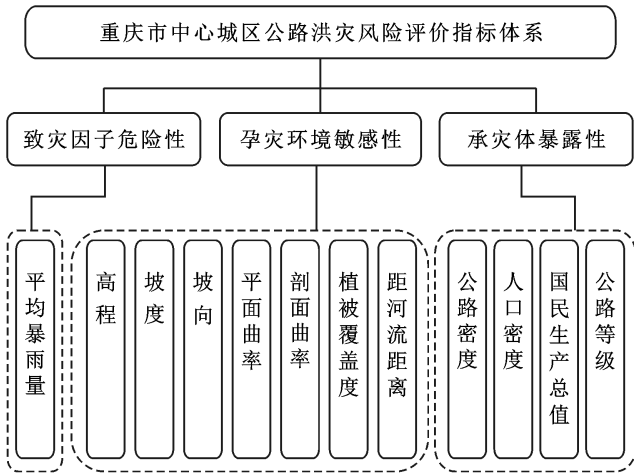 重庆市中心城区公路洪灾风险评价指标体系
致灾因子危险性
孕灾环境敏感性
承灾体暴露性
平均暴雨量
高程
坡度
坡向
平面曲率
剖面曲率
植被覆盖度
距河流距离
公路密度
人口密度
国民生产总值
公路等级